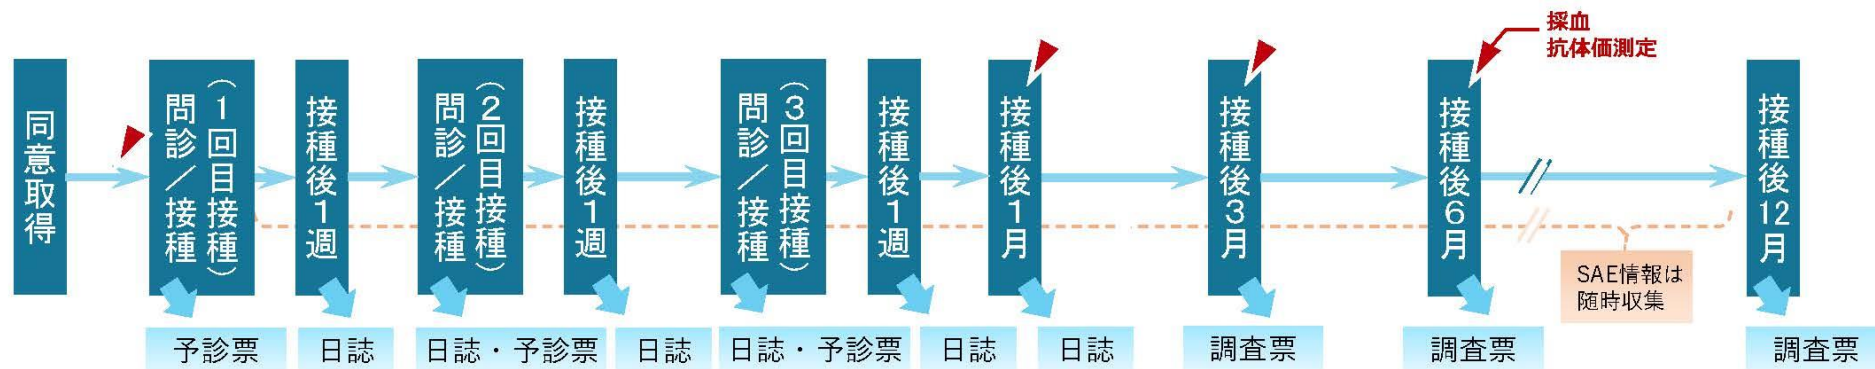 採血
抗体価測定
同意取得
(1回目接種)
問診/接種
接種後1週
(2回目接種)
問診/接種
接種後1週
(3回目接種)
問診/接種
接種後1週
接種後1月
接種後3月
接種後6月
接種後12月
SAE情報は
随時収集
予診票
日誌
日誌・予診票
日誌
日誌・予診票
日誌
日誌
調査票
調査票
調査票